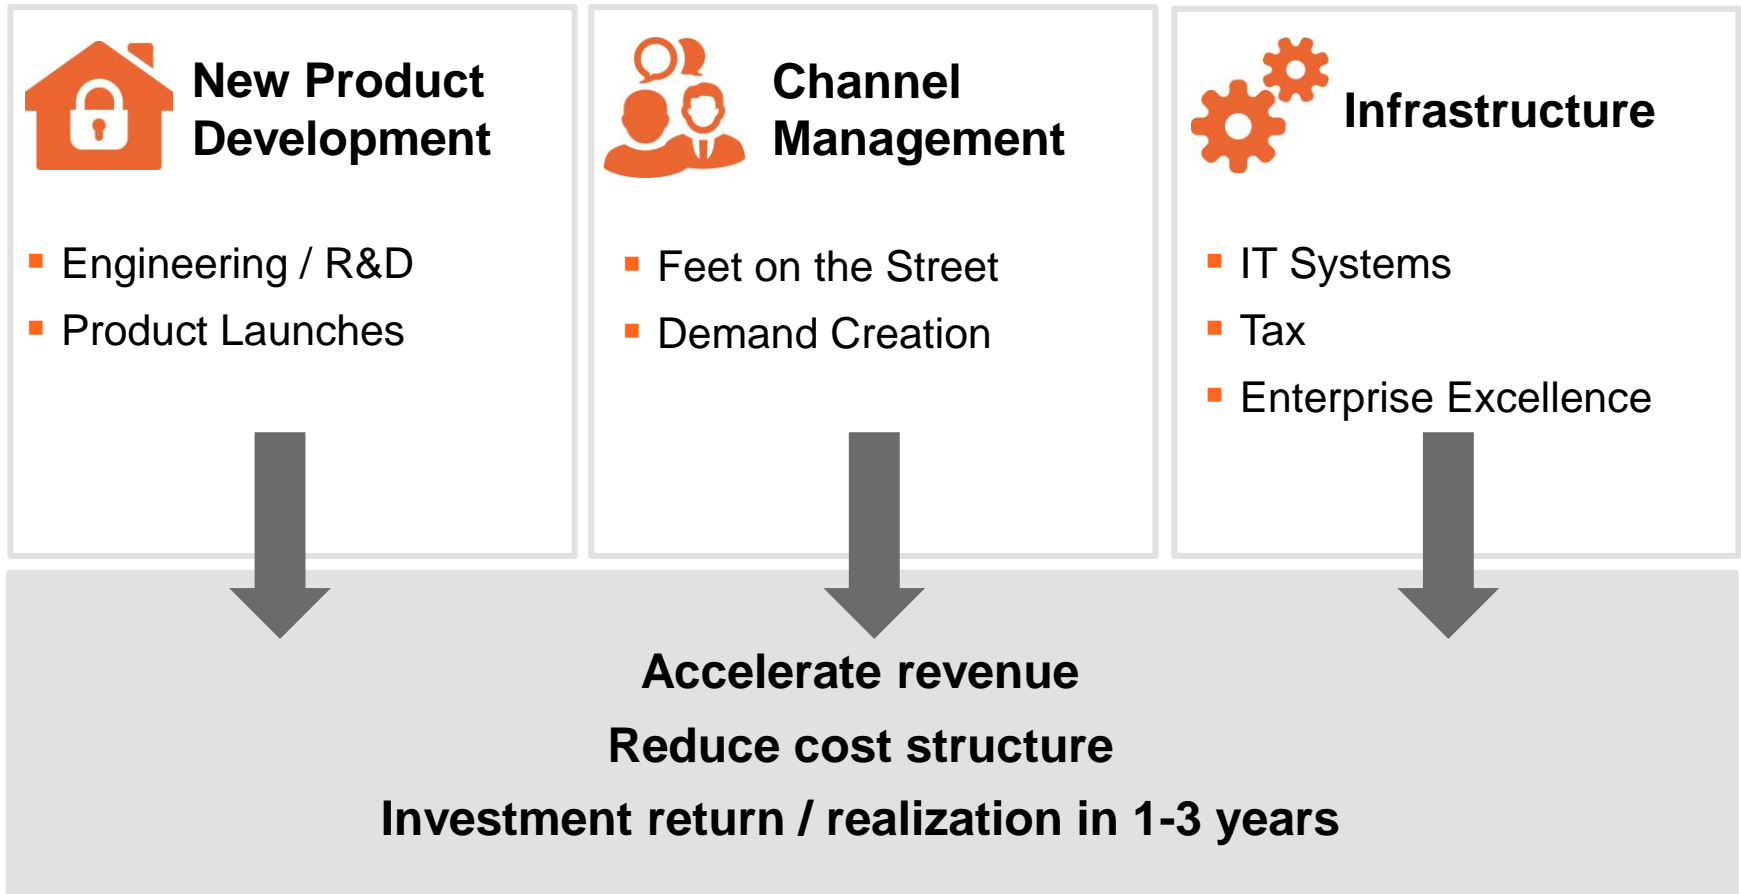 New Product
Development
Engineering / R&D
Product Launches
Channel
Management
Feet on the Street
Demand Creation
Infrastructure
IT Systems
Tax
Enterprise Excellence
Accelerate revenue
Reduce cost structure
Investment return / realization in 1-3 years